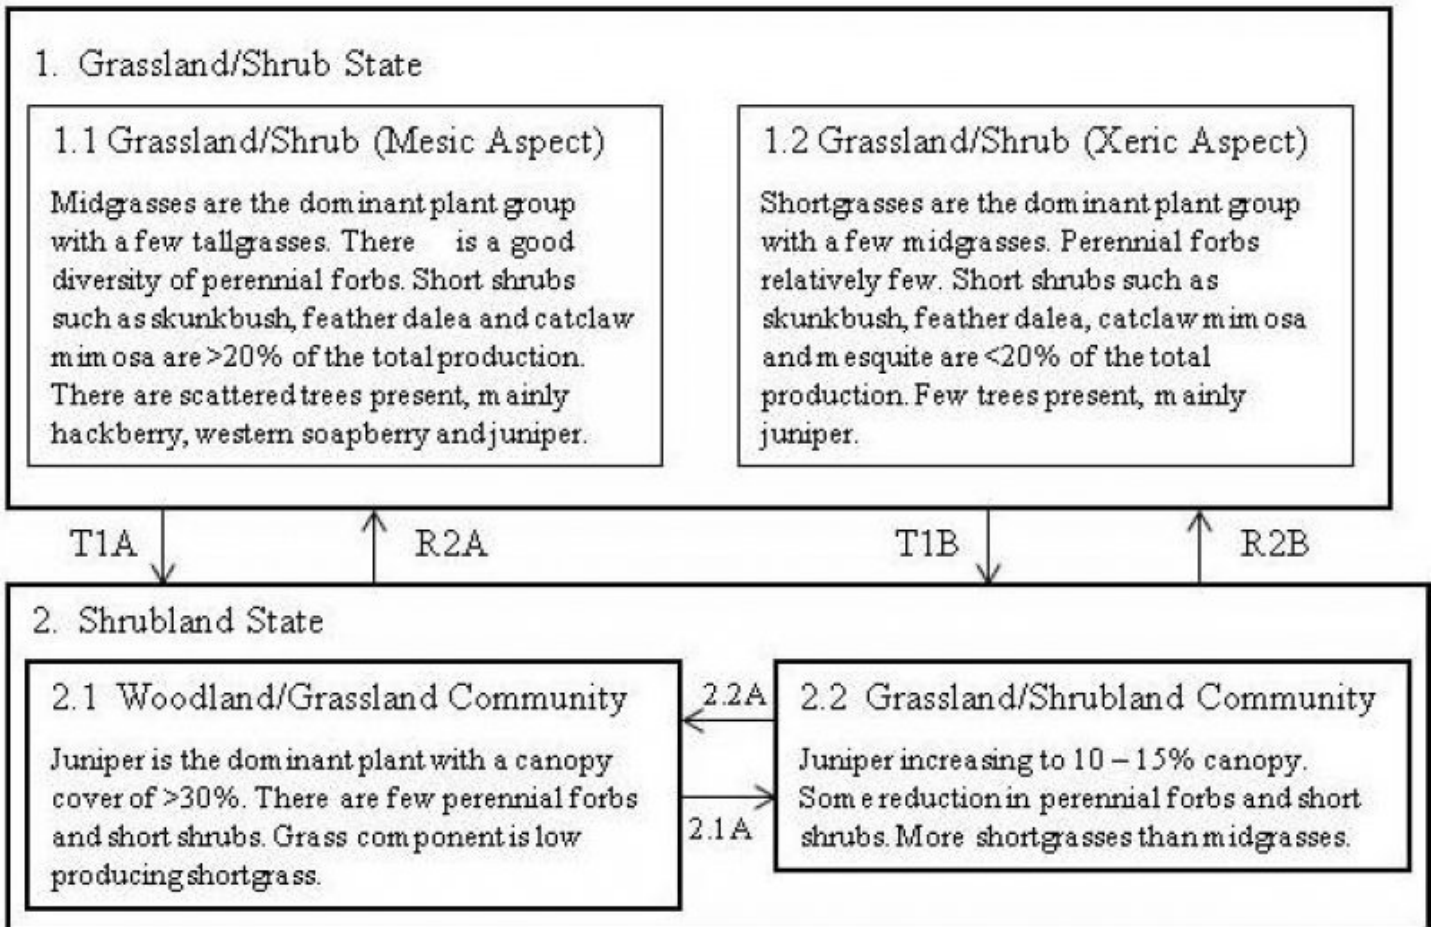 1. Grassland/Shrub State
1.1 Grassland/Shrub (Mesic Aspect)
Midgrasses are the dominant plant group
with a few tallgrasses. There is a good
diversity of perennial forbs. Short shrubs
such as skunkbush, feather dalea and catclaw
mimosa are >20% of the total production.
There are scattered trees present, mainly
hackberry, western soapberry and juniper.
1.2 Grassland/Shrub (Xeric Aspect)
Shortgrasses are the dominant plant group
with a few midgrasses. Perennial forbs
relatively few. Short shrubs such as
skunkbush, feather dalea, catclaw mimosa
and mesquite are <20% of the total
production. Few trees present, mainly
juniper.
T1A
R2A
T1B
R2B
2. Shrubland State
2.1 Woodland/Grassland Community
Juniper is the dominant plant with a canopy
cover of >30%. There are few perennial forbs
and short shrubs. Grass component is low
producing shortgrass.
2.2A
2.1A
2.2 Grassland/Shrubland Community
Juniper increasing to 10 – 15% canopy.
Some reduction in perennial forbs and short
shrubs. More shortgrasses than midgrasses.